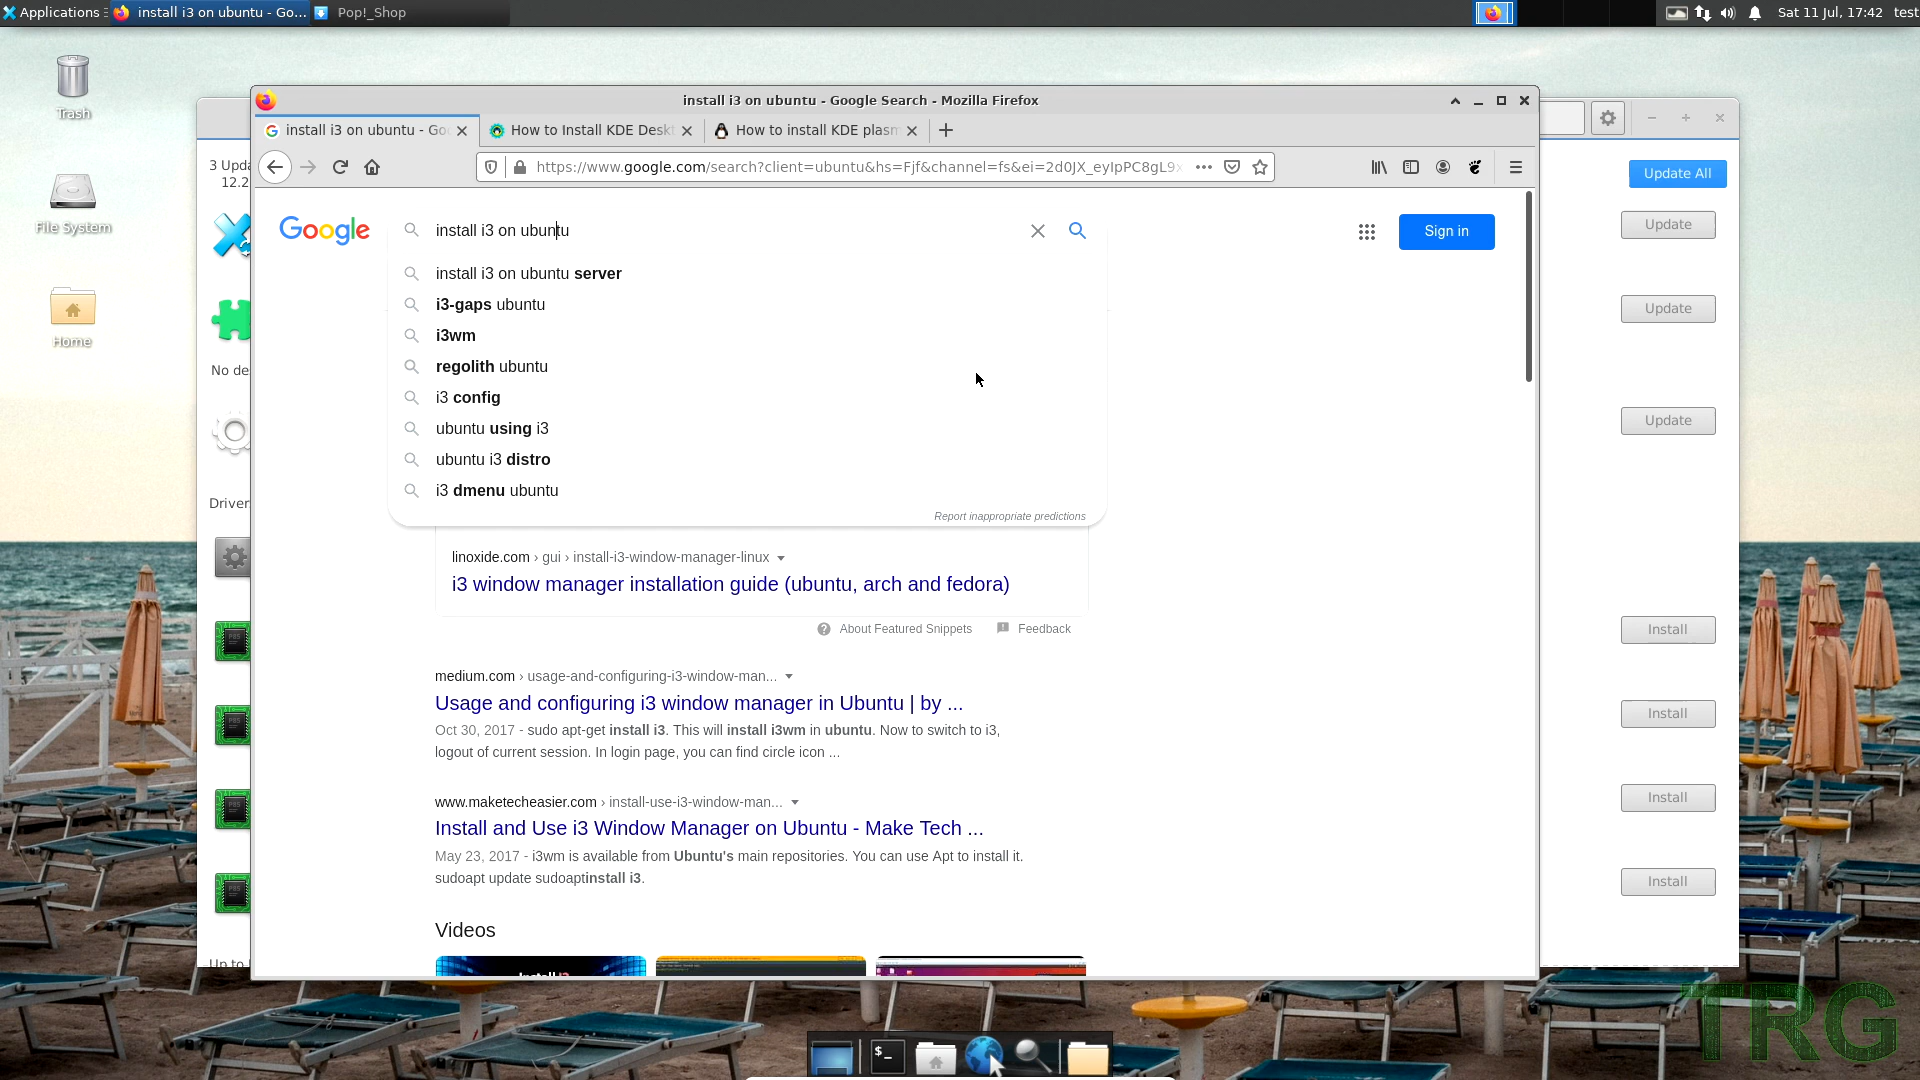 Applications
install i3 on ubuntu - Go...
Pop!_Shop
Sat 11 Jul, 17:42
test
Trash
File System
Home
install i3 on ubuntu - Google Search - Mozilla Firefox
install i3 on ubuntu - Go
How to Install KDE Deskt
How to install KDE plasm
https://www.google.com/search?client=ubuntu&hs=Fjf&channel=fs&ei=2d0JX_eyIpPC8gL9x
3 Upda
12.2
Update All
Google
install i3 on ubuntu
Sign in
Update
install i3 on ubuntu server
i3-gaps ubuntu
Update
i3wm
regolith ubuntu
No de
i3 config
Update
ubuntu using i3
ubuntu i3 distro
i3 dmenu ubuntu
Driver
Report inappropriate predictions
linoxide.com › gui › install-i3-window-manager-linux
i3 window manager installation guide (ubuntu, arch and fedora)
About Featured Snippets
Feedback
Install
medium.com › usage-and-configuring-i3-window-man...
Usage and configuring i3 window manager in Ubuntu | by ...
Install
Oct 30, 2017 - sudo apt-get install i3. This will install i3wm in ubuntu. Now to switch to i3,
logout of current session. In login page, you can find circle icon ...
www.maketecheasier.com › install-use-i3-window-man...
Install
Install and Use i3 Window Manager on Ubuntu - Make Tech ...
May 23, 2017 - i3wm is available from Ubuntu's main repositories. You can use Apt to install it.
sudoapt update sudoaptinstall i3.
Install
Videos
TRG